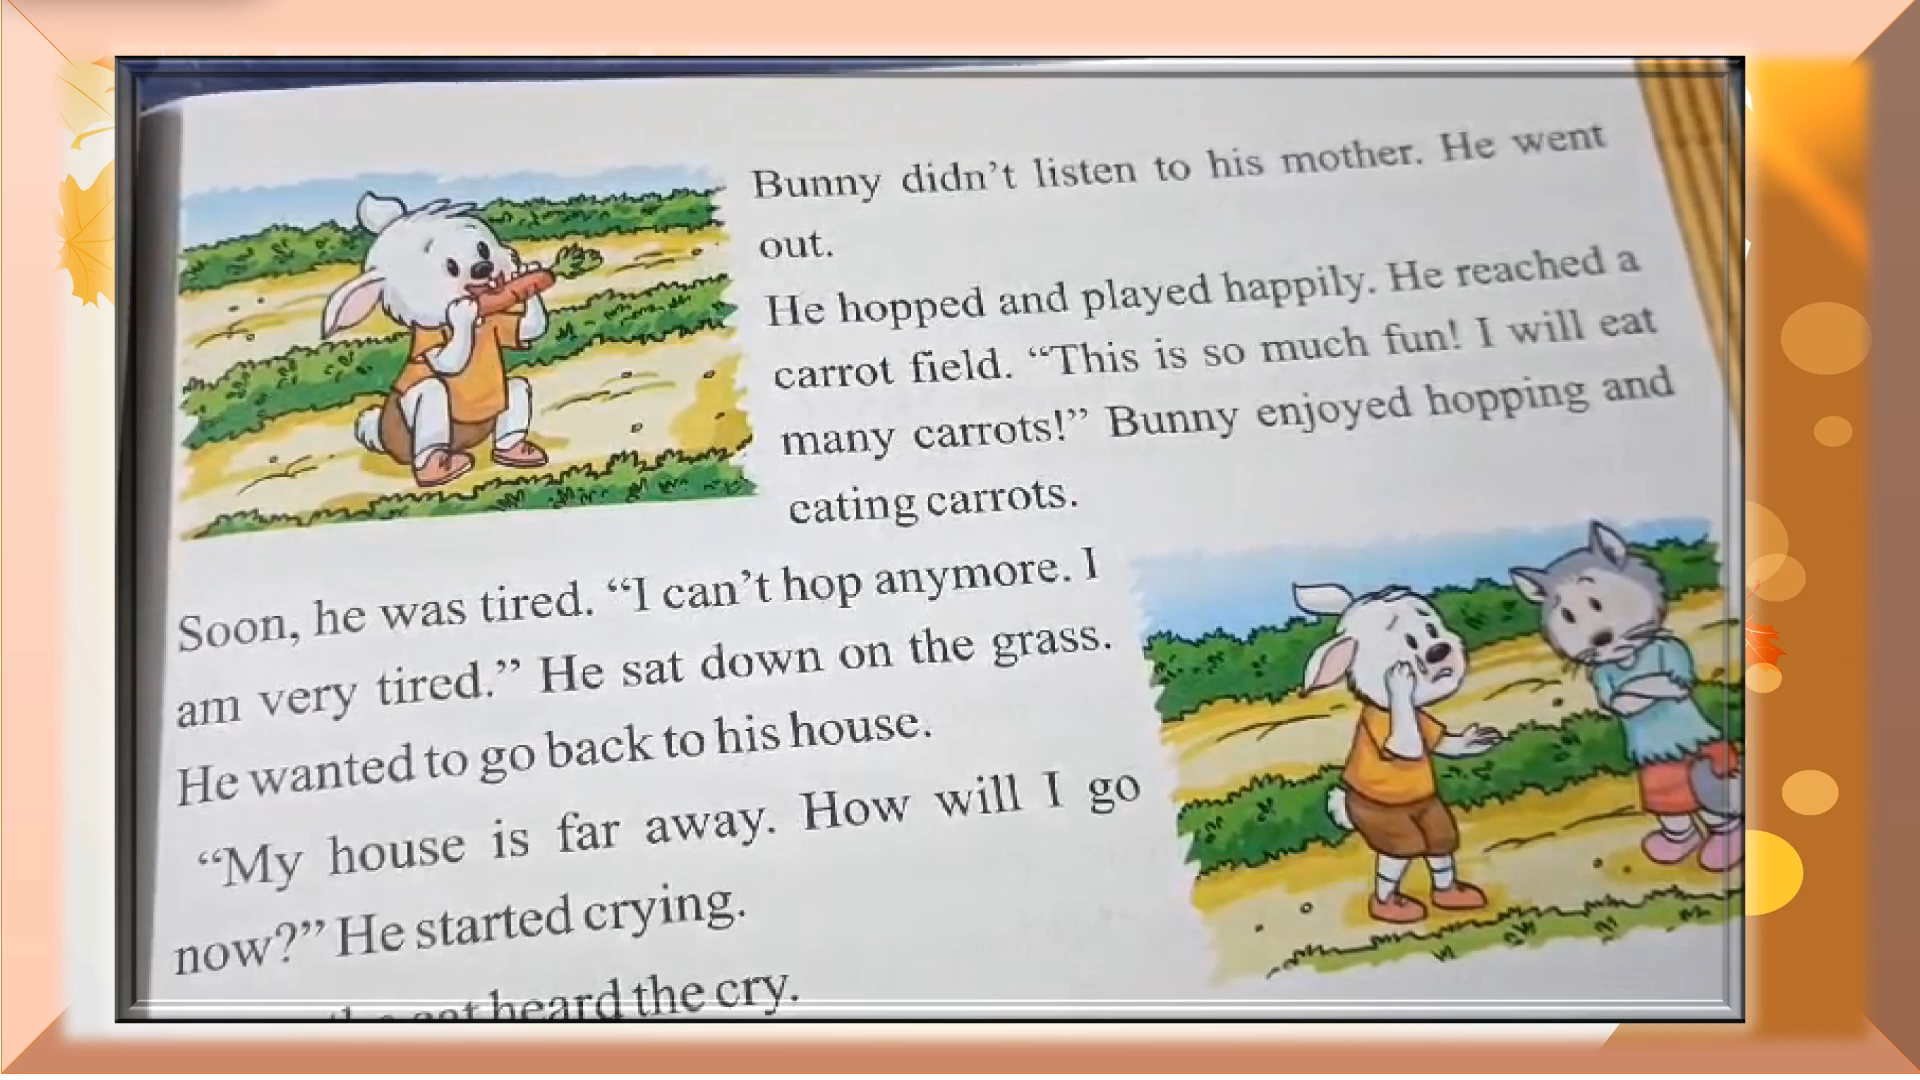 Bunny didn't listen to his mother. He went
out.
He hopped and played happily. He reached a
carrot field. “This is so much fun! I will eat
many carrots!” Bunny enjoyed hopping and
eating carrots.
Soon, he was tired. “I can't hop anymore. I
am very tired.” He sat down on the grass.
He wanted to go back to his house.
“My house is far away. How will I go
now?” He started crying.
the cat heard the cry.